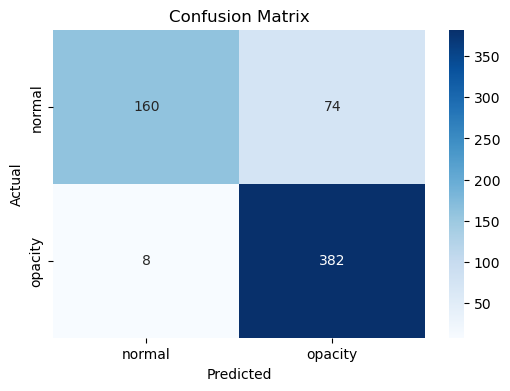 Confusion Matrix
Actual
normal
160
74
opacity
8
382
normal
opacity
Predicted
350
300
250
200
150
100
50